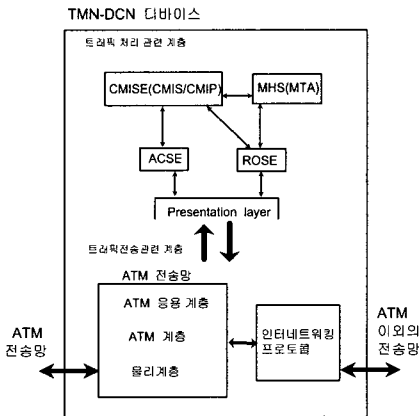 TMN-DCN 디바이스
트래픽 처리 관련 계층
CMISE(CMIS/CMIP)
MHS(MTA)
ACSE
ROSE
Presentation layer
트래픽전송관련 계층
ATM 전송망
ATM 응용 계층
ATM 계층
물리계층
인터네트워킹
프로토콜
ATM
전송망
ATM
이외의
전송망